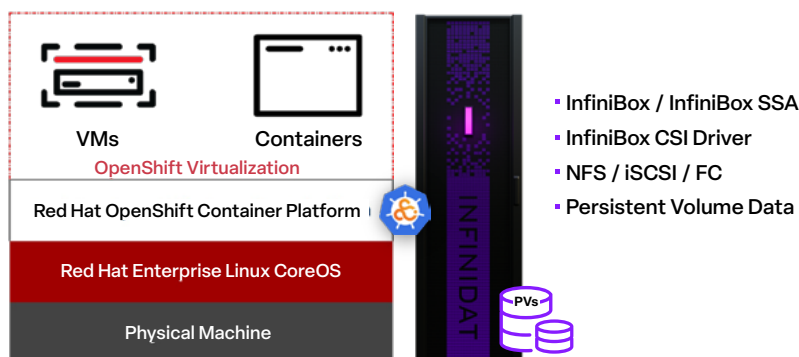 VMs
Containers
OpenShift Virtualization
Red Hat OpenShift Container Platform
Red Hat Enterprise Linux CoreOS
Physical Machine
INFINIDAT
PVs
InfiniBox / InfiniBox SSA
InfiniBox CSI Driver
NFS / iSCSI / FC
Persistent Volume Data